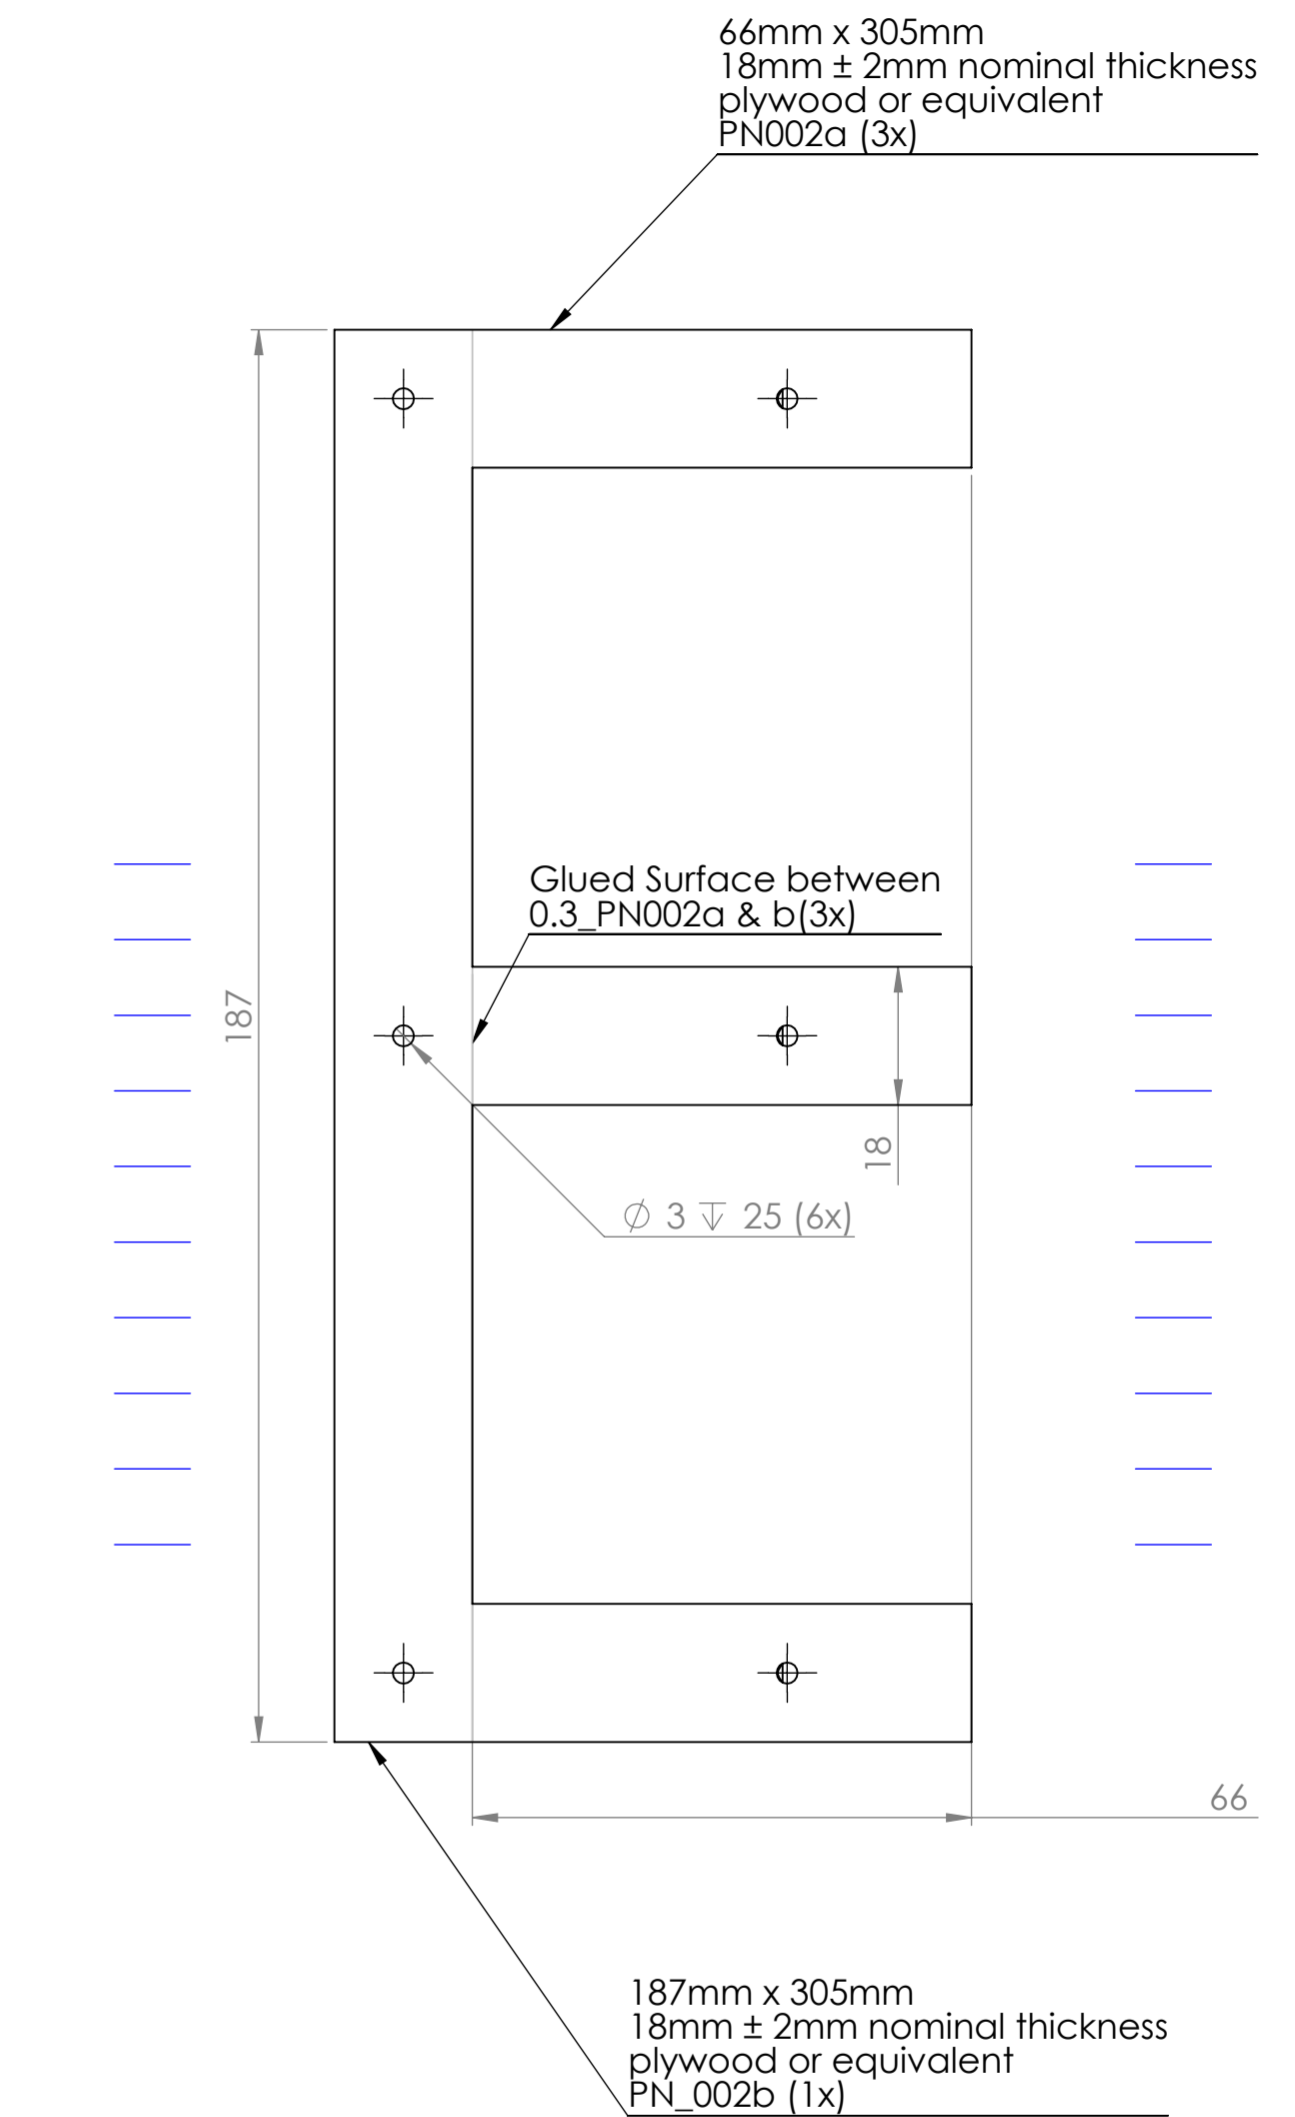 66mm x 305mm
18mm ± 2mm nominal thickness
plywood or equivalent
PN002a (3x)
Glued Surface between
0.3_PN002a & b(3x)
187
18
∅ 3 ↧ 25 (6x)
66
187mm x 305mm
18mm ± 2mm nominal thickness
plywood or equivalent
PN_002b (1x)